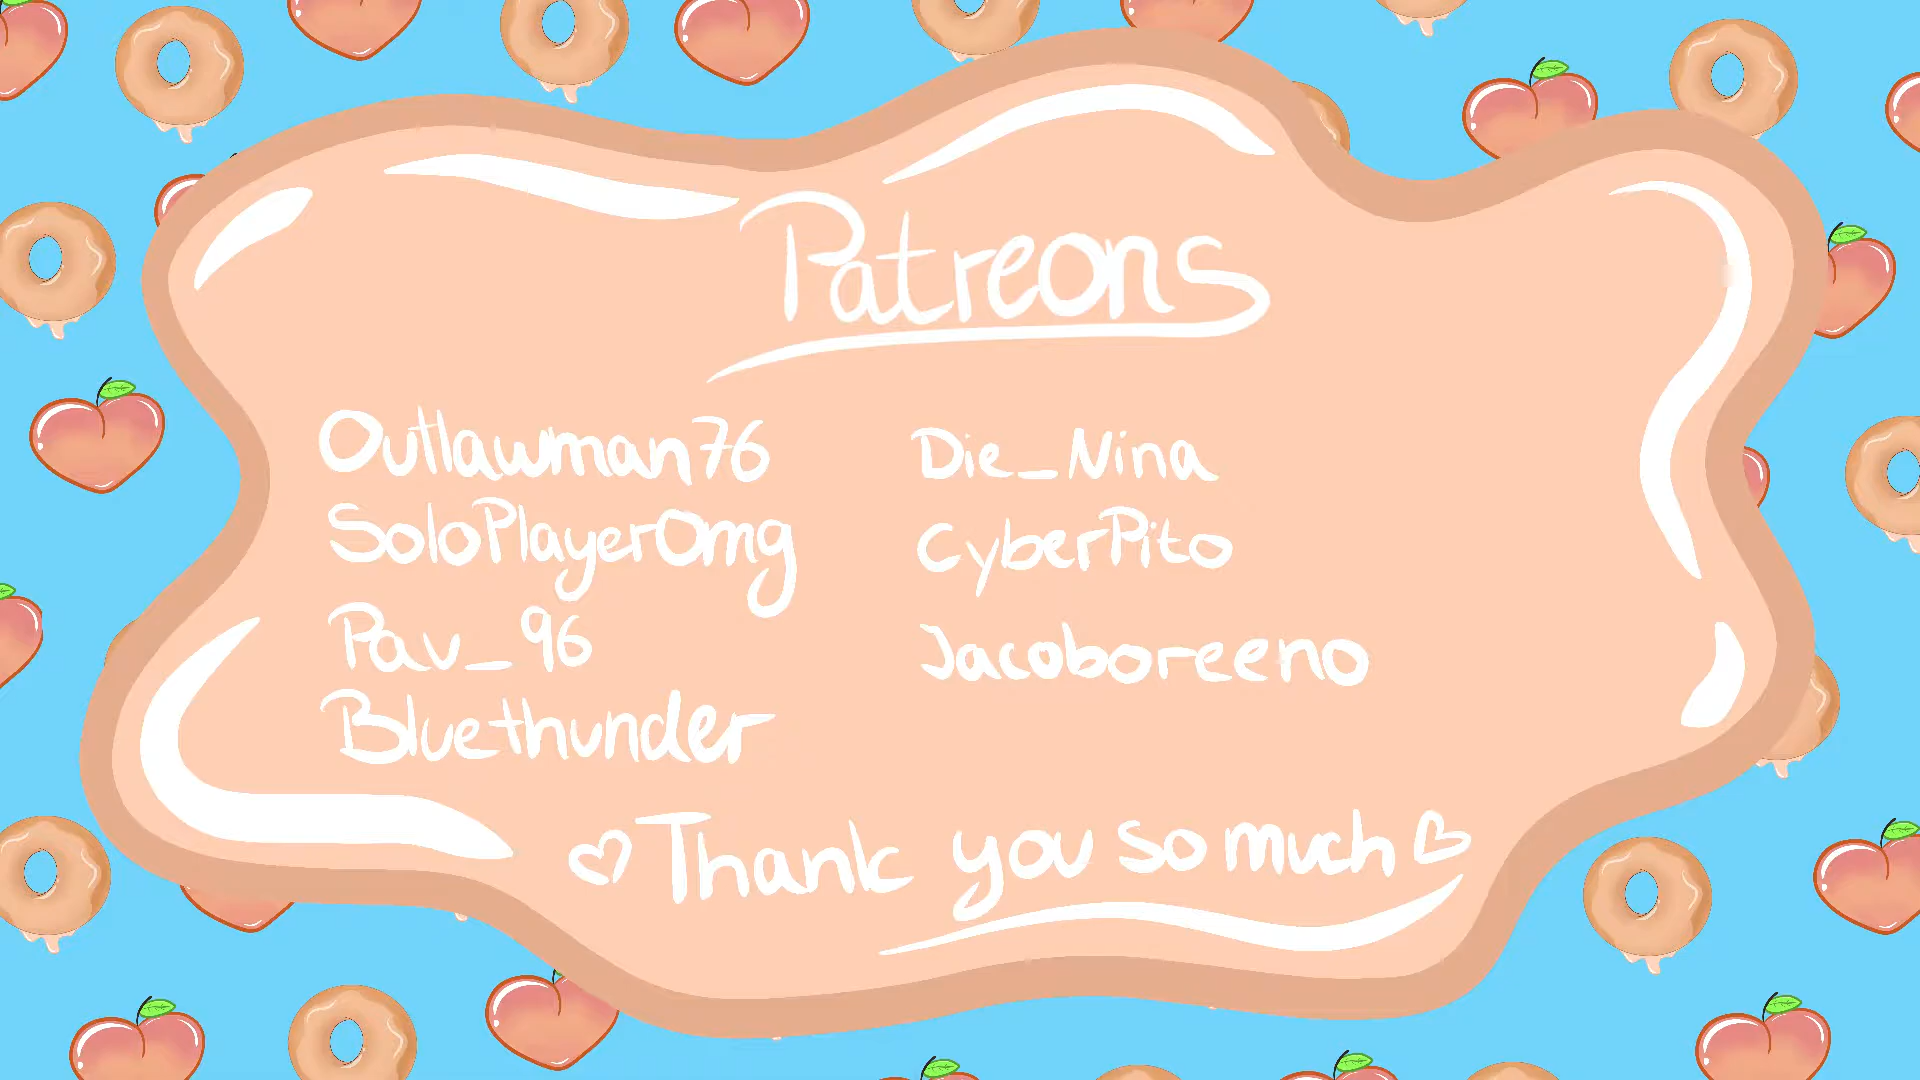 Patreons
Outlawman76
SoloPlayerOmg
Pav_96
Bluethunder
Die_Nina
CyberPito
Jacoboreeno
♡Thank you so much♡